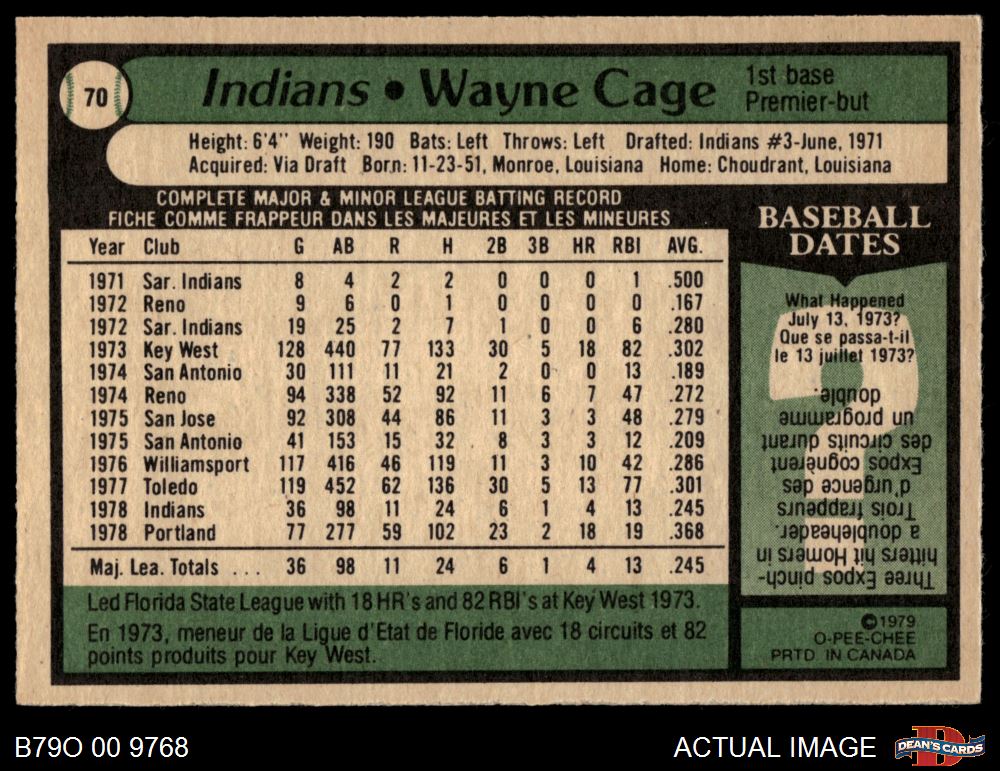 70
Indians • Wayne Cage
1st base
Premier-but
Height: 6'4" Weight: 190 Bats: Left Throws: Left Drafted: Indians #3-June, 1971
Acquired: Via Draft Born: 11-23-51, Monroe, Louisiana Home: Choudrant, Louisiana
COMPLETE MAJOR & MINOR LEAGUE BATTING RECORD
FICHE COMME FRAPPEUR DANS LES MAJEURES ET LES MINEURES
Year Club G AB R H 2B 3B HR RBI AVG.
1971 Sar. Indians 8 4 2 2 0 0 0 1 .500
1972 Reno 9 6 0 1 0 0 0 0 .167
1972 Sar. Indians 19 25 2 7 1 0 0 6 .280
1973 Key West 128 440 77 133 30 5 18 82 .302
1974 San Antonio 30 111 11 21 2 0 0 13 .189
1974 Reno 94 338 52 92 11 6 7 47 .272
1975 San Jose 92 308 44 86 11 3 3 48 .279
1975 San Antonio 41 153 15 32 8 3 3 12 .209
1976 Williamsport 117 416 46 119 11 3 10 42 .286
1977 Toledo 119 452 62 136 30 5 13 77 .301
1978 Indians 36 98 11 24 6 1 4 13 .245
1978 Portland 77 277 59 102 23 2 18 19 .368
Maj. Lea. Totals ... 36 98 11 24 6 1 4 13 .245
Led Florida State League with 18 HR's and 82 RBI's at Key West 1973.
En 1973, meneur de la Ligue d'Etat de Floride avec 18 circuits et 82
points produits pour Key West.
BASEBALL
DATES
What Happened
July 13, 1973?
Que se passa-t-il
le 13 juillet 1973?
Three Expos pinch-
hitters hit Homers in
a doubleheader.
Trois frappeurs
d'urgence des
Expos cognèrent
des circuits durant
un programme
double.
©1979
O-PEE-CHEE
PRTD IN CANADA
B79O 00 9768
ACTUAL IMAGE
D
DEAN'S CARDS